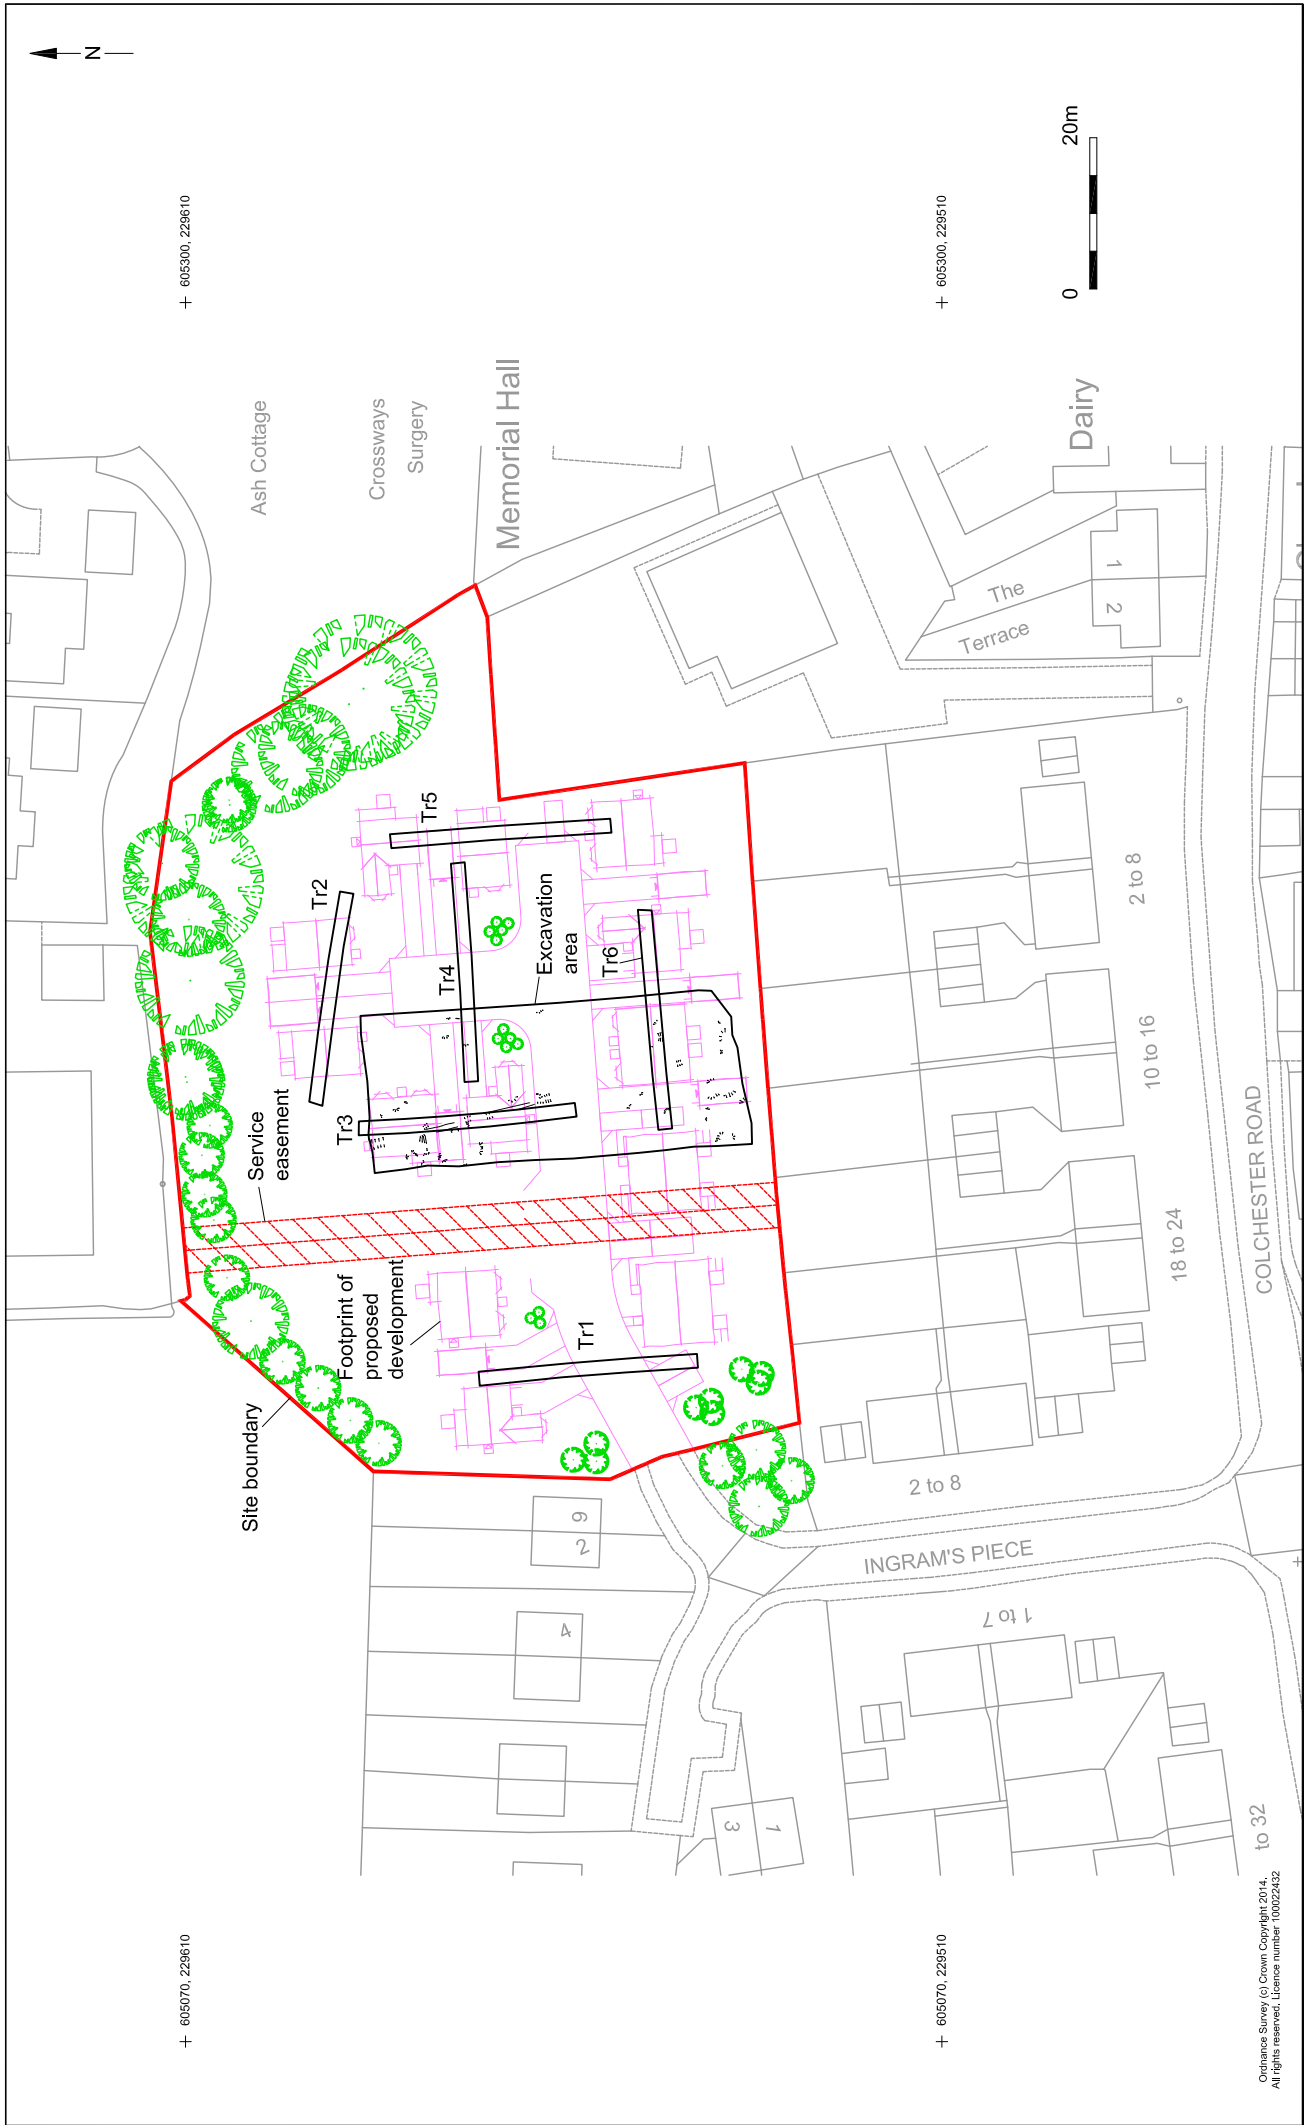 N
+ 605070, 229610
+ 605300, 229610
Ash Cottage
Crossways
Surgery
Memorial Hall
Site boundary
Service
easement
Footprint of
proposed
development
Tr2
Tr3
Tr4
Tr5
Excavation
area
Tr6
Tr1
9
2
4
3
1
2 to 8
INGRAM'S PIECE
1 to 7
to 32
18 to 24
10 to 16
2 to 8
The
Terrace
1
2
Dairy
COLCHESTER ROAD
+ 605070, 229510
+ 605300, 229510
0
20m
Ordnance Survey (c) Crown Copyright 2014,
All rights reserved. Licence number 100022432